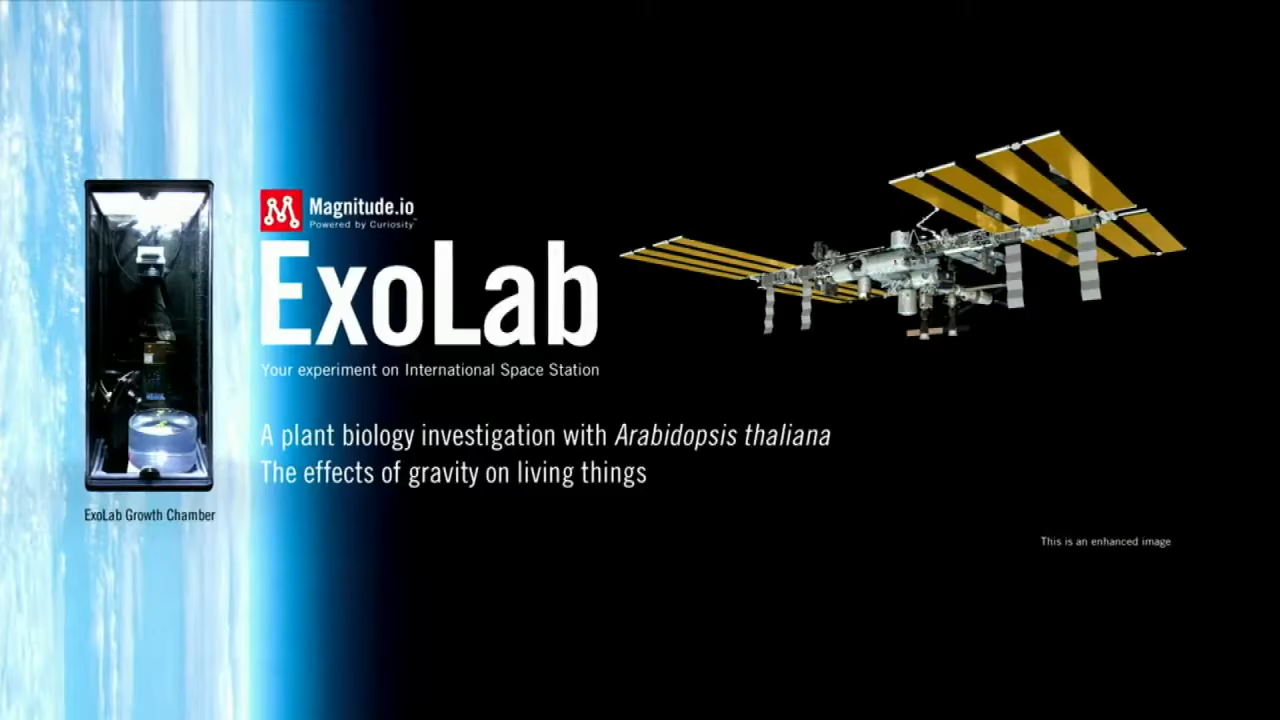 Magnitude.io
Powered by Curiosity™
ExoLab
Your experiment on International Space Station
A plant biology investigation with Arabidopsis thaliana
The effects of gravity on living things
ExoLab Growth Chamber
This is an enhanced image